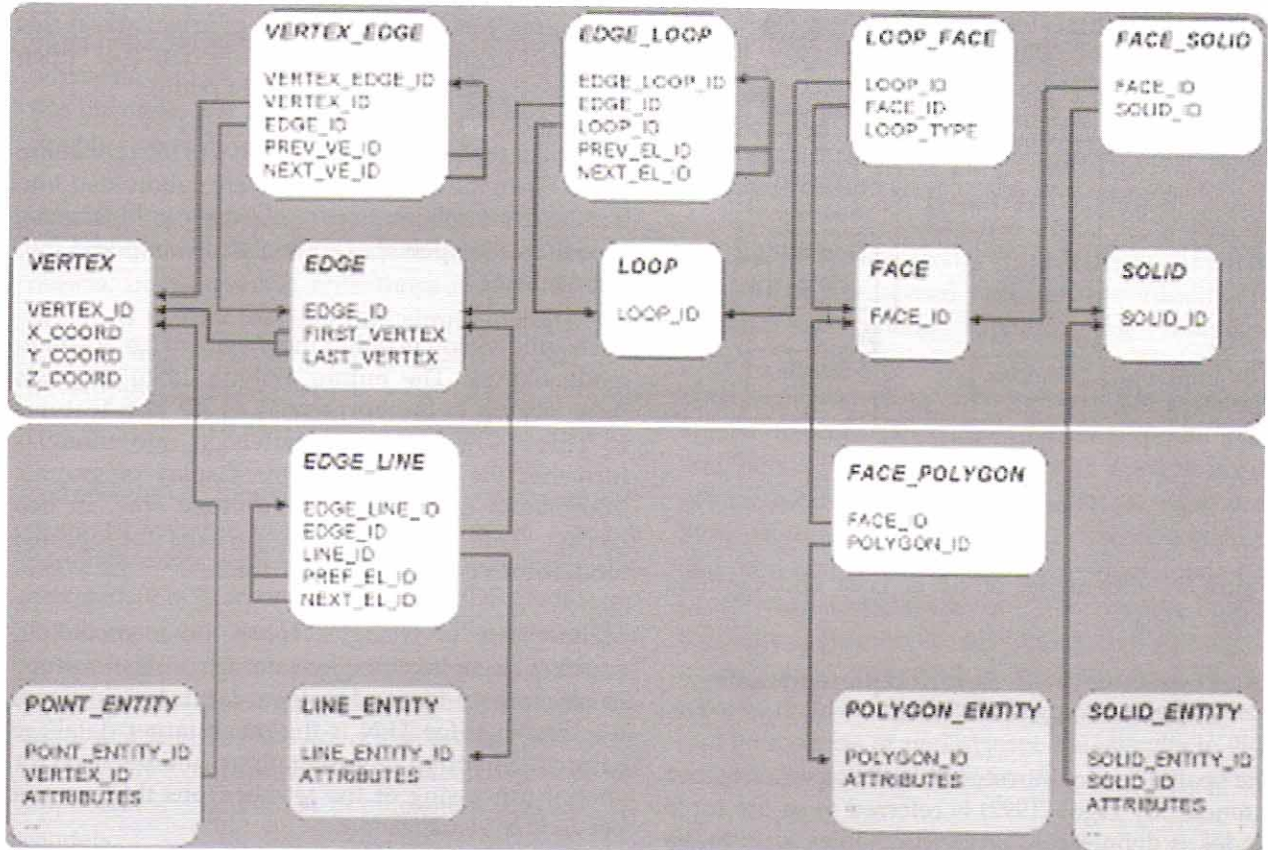 VERTEX_EDGE
VERTEX_EDGE_ID
VERTEX_ID
EDGE_ID
PREV_VE_ID
NEXT_VE_ID
EDGE_LOOP
EDGE_LOOP_ID
EDGE_ID
LOOP_ID
PREV_EL_ID
NEXT_EL_ID
LOOP_FACE
LOOP_ID
FACE_ID
LOOP_TYPE
FACE_SOLID
FACE_ID
SOLID_ID
VERTEX
VERTEX_ID
X_COORD
Y_COORD
Z_COORD
EDGE
EDGE_ID
FIRST_VERTEX
LAST_VERTEX
LOOP
LOOP_ID
FACE
FACE_ID
SOLID
SOLID_ID
EDGE_LINE
EDGE_LINE_ID
EDGE_ID
LINE_ID
PREF_EL_ID
NEXT_EL_ID
FACE_POLYGON
FACE_ID
POLYGON_ID
POINT_ENTITY
POINT_ENTITY_ID
VERTEX_ID
ATTRIBUTES
..
LINE_ENTITY
LINE_ENTITY_ID
ATTRIBUTES
POLYGON_ENTITY
POLYGON_ID
ATTRIBUTES
..
SOLID_ENTITY
SOLID_ENTITY_ID
SOLID_ID
ATTRIBUTES
..